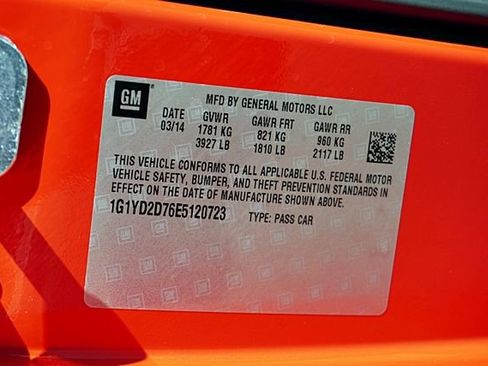 GM
MFD BY GENERAL MOTORS LLC
DATE GVWR GAWR FRT GAWR RR
03/14 1781 KG 821 KG 960 KG
3927 LB 1810 LB 2117 LB
THIS VEHICLE CONFORMS TO ALL APPLICABLE U.S. FEDERAL MOTOR
VEHICLE SAFETY, BUMPER, AND THEFT PREVENTION STANDARDS IN
EFFECT ON THE DATE OF MANUFACTURE SHOWN ABOVE.
1G1YD2D76E5120723 TYPE: PASS CAR